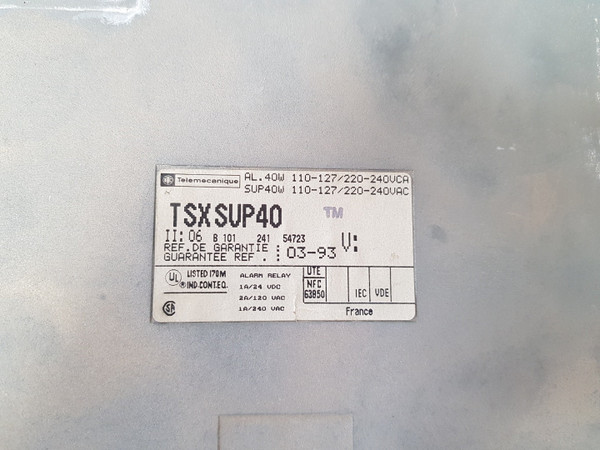 Telemecanique
AL.40W 110-127/220-240VCA
SUP40W 110-127/220-240VAC
TSXSUP40 TM
II: 06 B 101 241 54723 V:
REF.DE GARANTIE :
GUARANTEE REF . : 03-93
UL LISTED 170M
® IND.CONT.EQ.
ALARM RELAY
1A/24 VDC
2A/120 VAC
1A/240 VAC
UTE
NFC
63850
IEC VDE
France